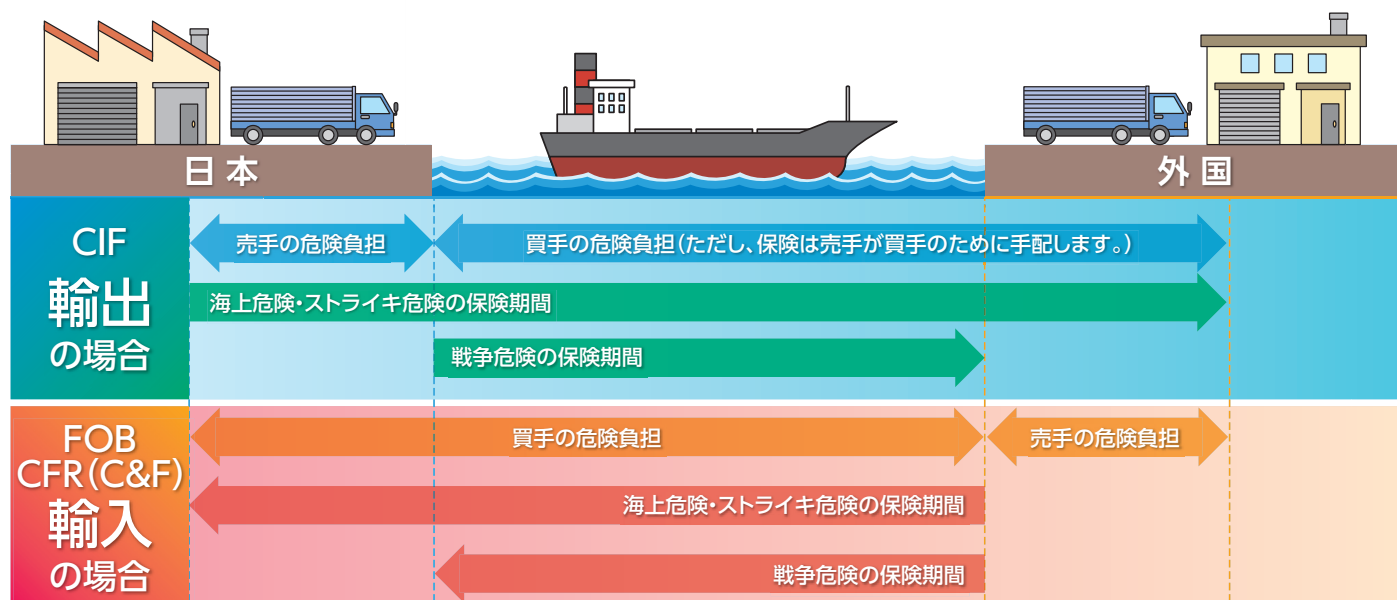 日本
外国
CIF
輸出
の場合
売手の危険負担
買手の危険負担(ただし、保険は売手が買手のために手配します。)
海上危険・ストライキ危険の保険期間
戦争危険の保険期間
FOB
CFR(C&F)
輸入
の場合
買手の危険負担
売手の危険負担
海上危険・ストライキ危険の保険期間
戦争危険の保険期間